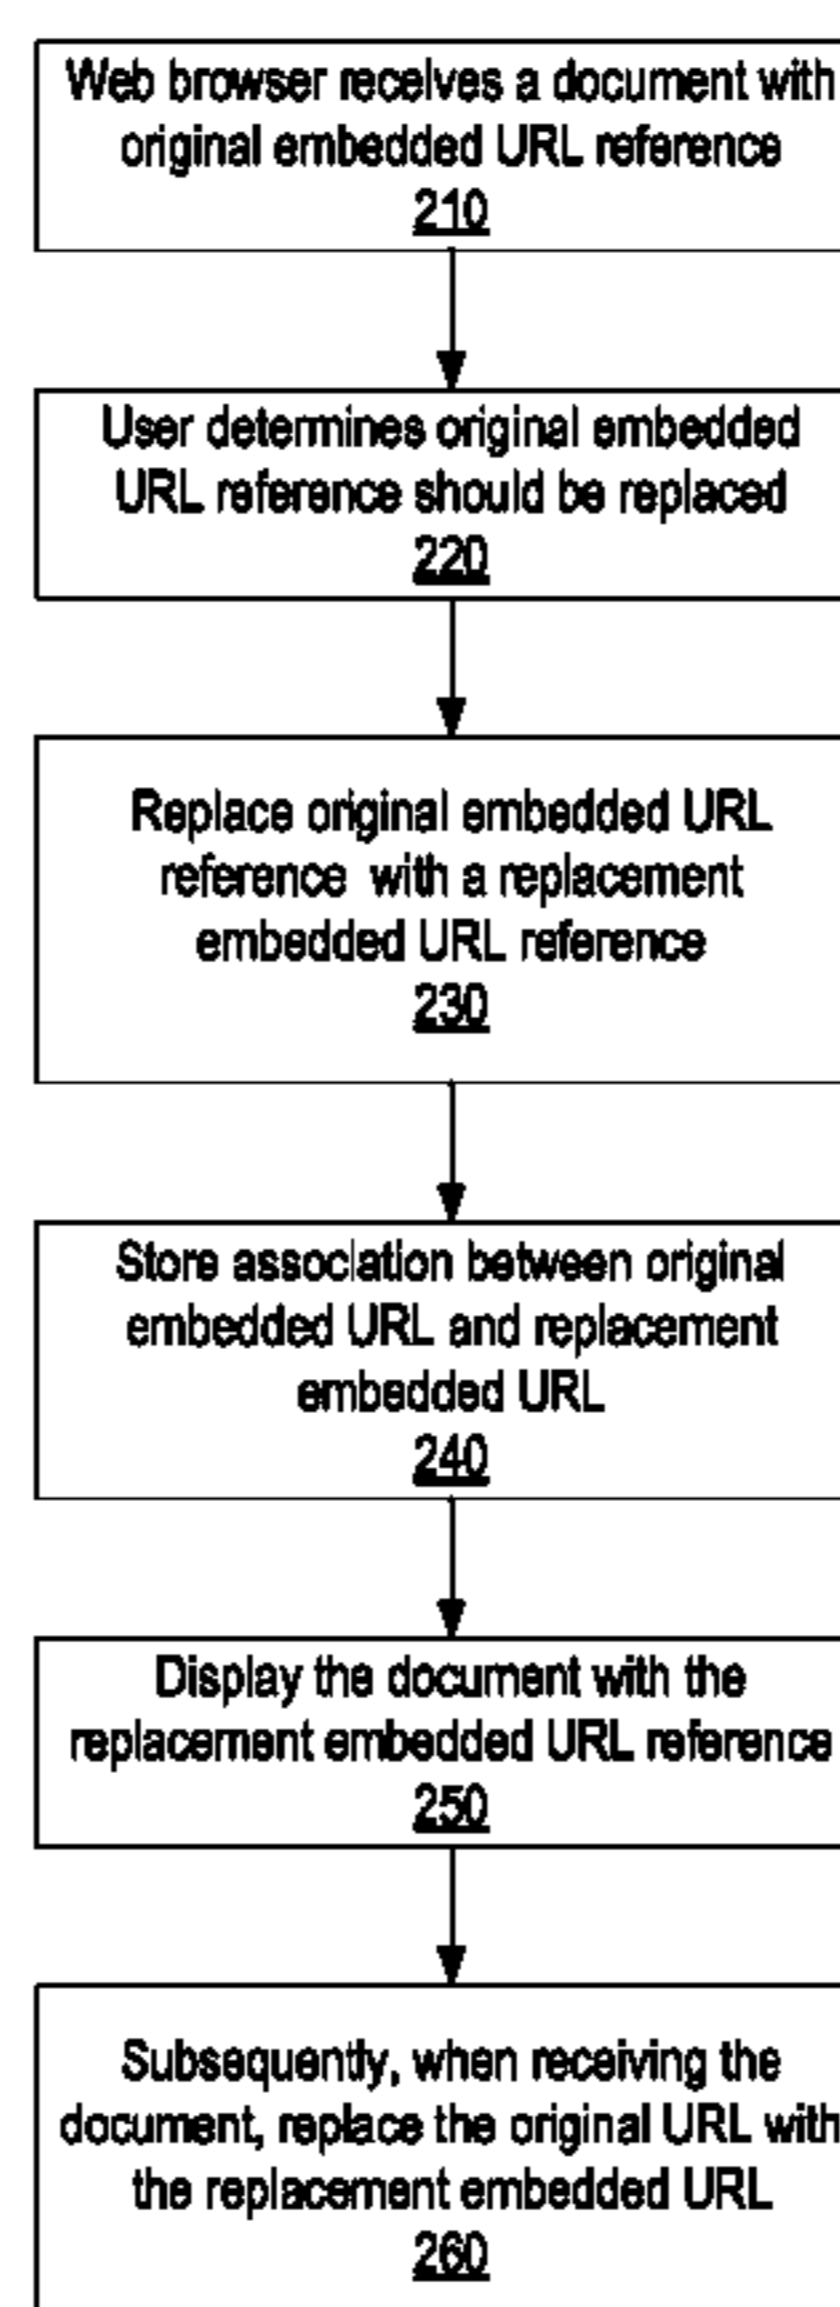 Web browser receives a document with
original embedded URL reference
210
User determines original embedded
URL reference should be replaced
220
Replace original embedded URL
reference with a replacement
embedded URL reference
230
Store association between original
embedded URL and replacement
embedded URL
240
Display the document with the
replacement embedded URL reference
250
Subsequently, when receiving the
document, replace the original URL with
the replacement embedded URL
260